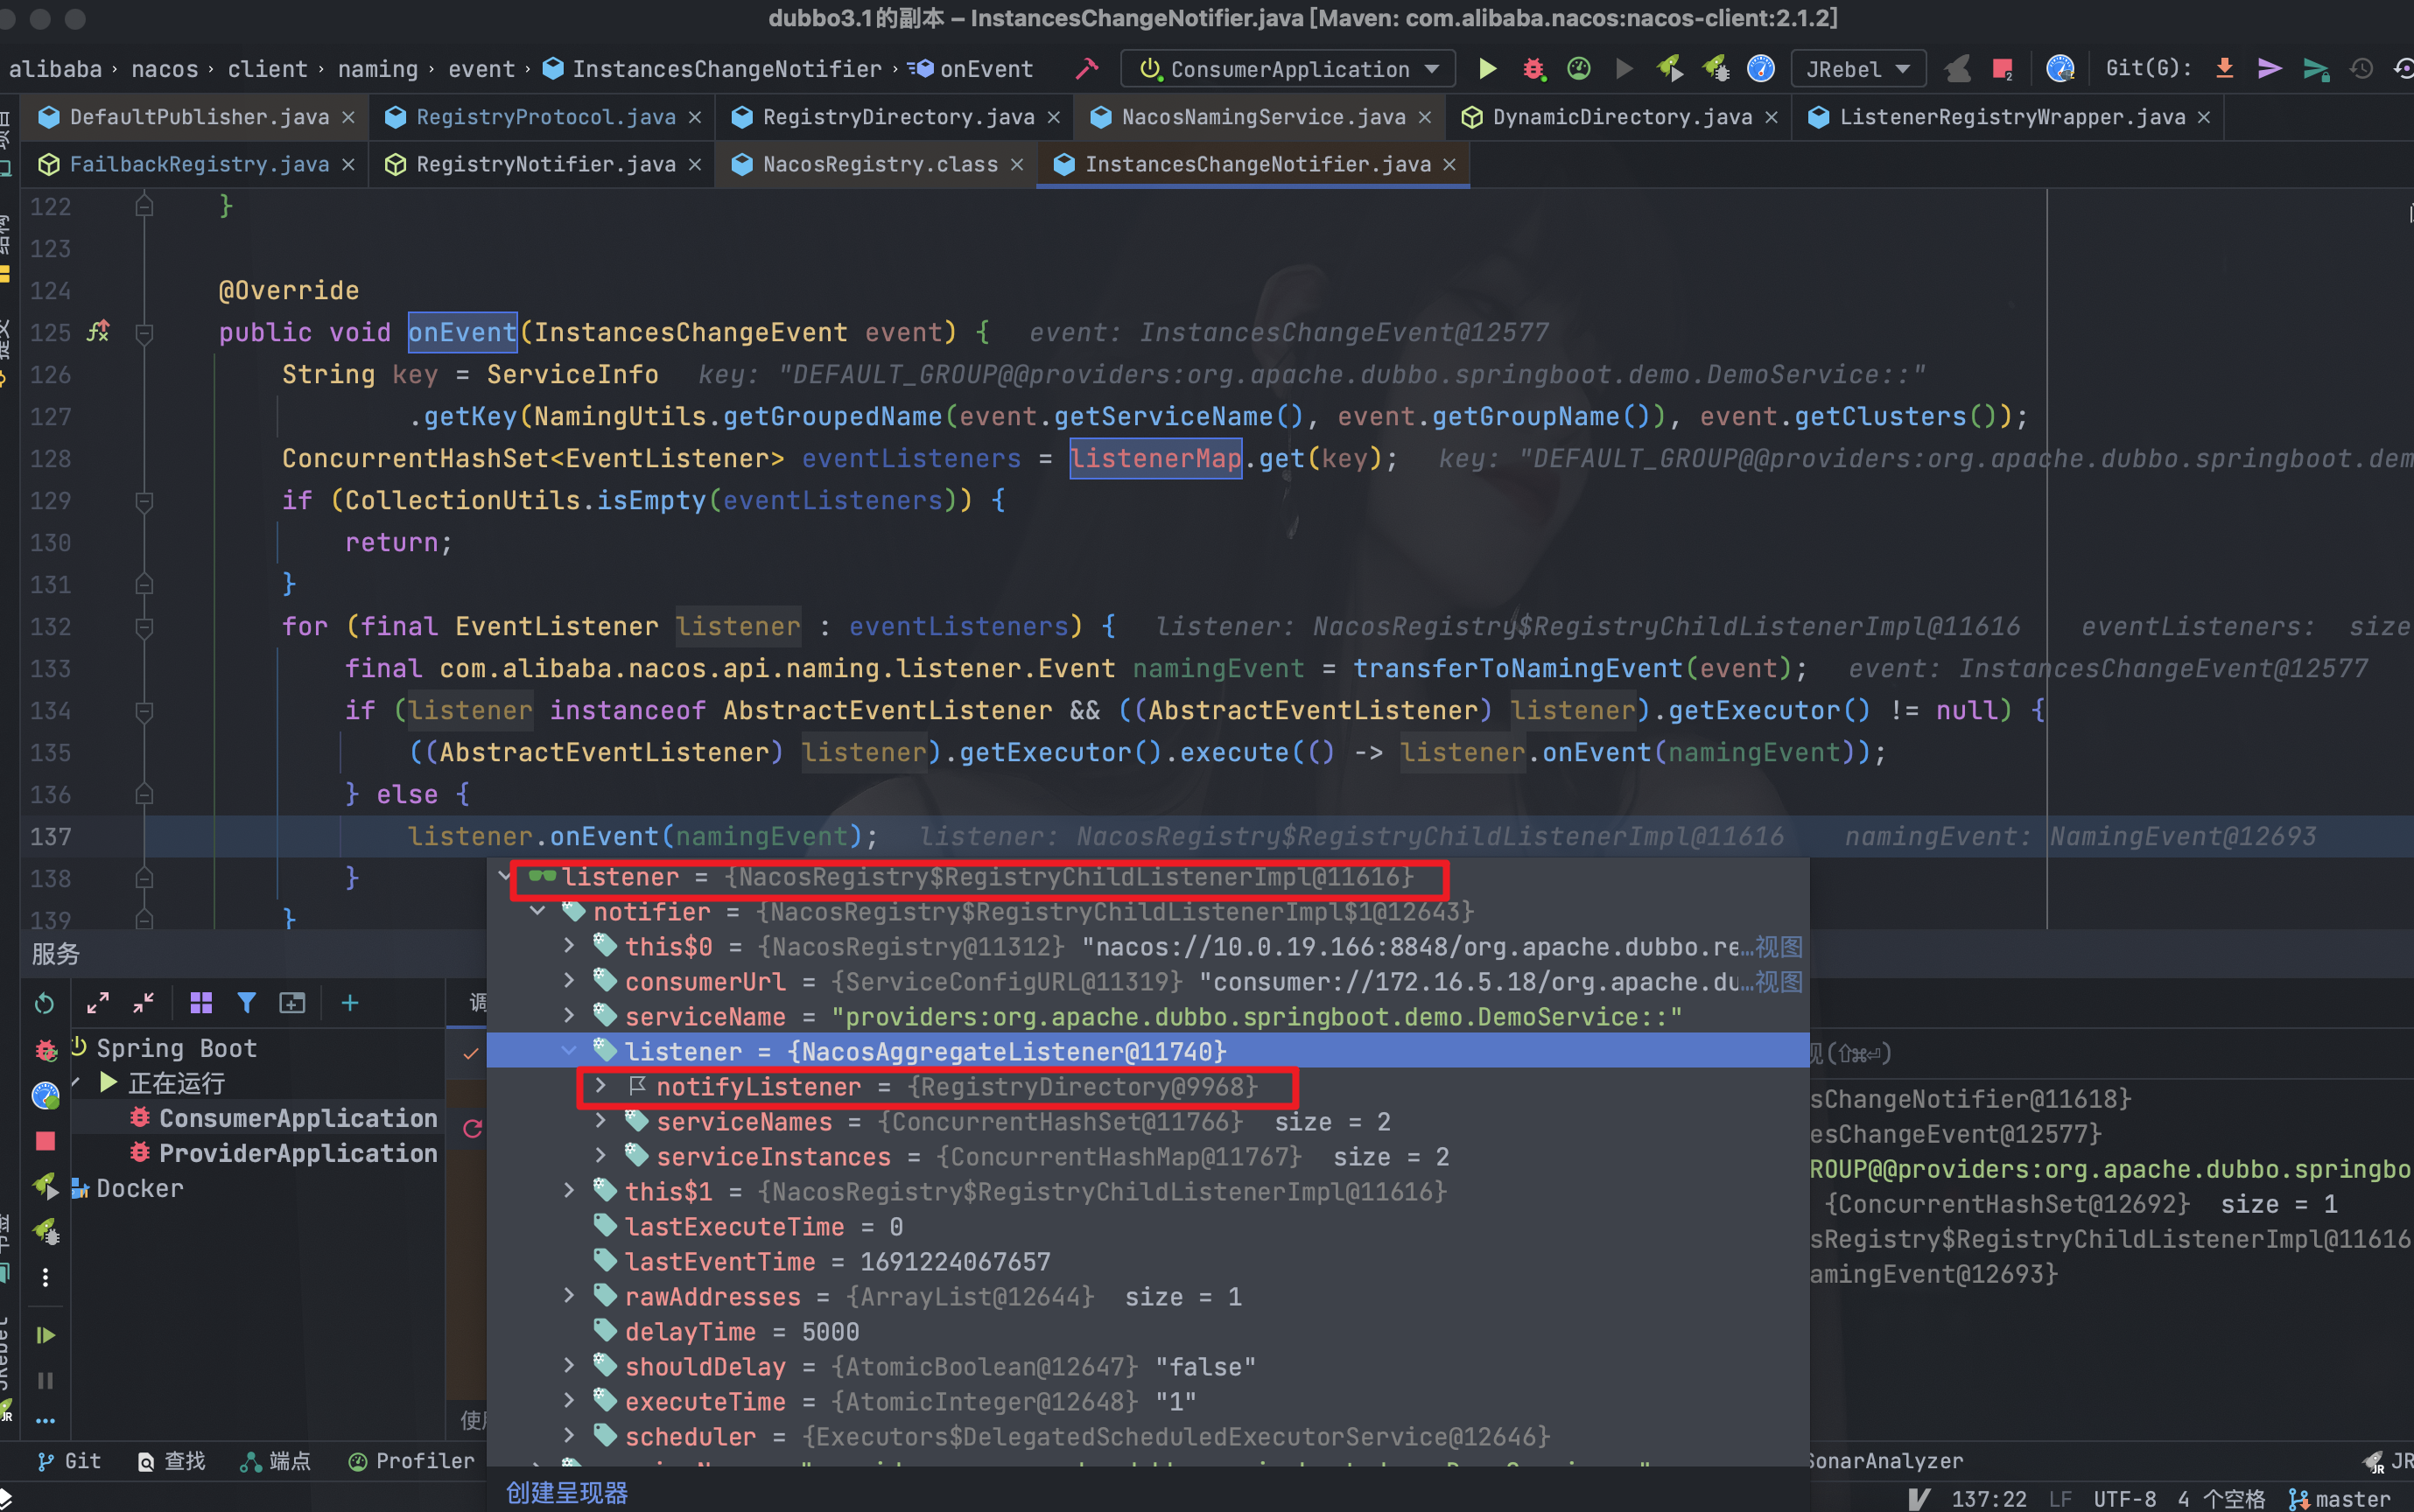 dubbo3.1的副本 – InstancesChangeNotifier.java [Maven: com.alibaba.nacos:nacos-client:2.1.2]
alibaba › nacos › client › naming › event › InstancesChangeNotifier › onEvent
ConsumerApplication
JRebel
Git(G):
DefaultPublisher.java
RegistryProtocol.java
RegistryDirectory.java
NacosNamingService.java
DynamicDirectory.java
ListenerRegistryWrapper.java
FailbackRegistry.java
RegistryNotifier.java
NacosRegistry.class
InstancesChangeNotifier.java
122 }
123
124 @Override
125 public void onEvent(InstancesChangeEvent event) { event: InstancesChangeEvent@12577
126 String key = ServiceInfo key: "DEFAULT_GROUP@@providers:org.apache.dubbo.springboot.demo.DemoService::"
127 .getKey(NamingUtils.getGroupedName(event.getServiceName(), event.getGroupName()), event.getClusters());
128 ConcurrentHashSet<EventListener> eventListeners = listenerMap.get(key); key: "DEFAULT_GROUP@@providers:org.apache.dubbo.springboot.dem
129 if (CollectionUtils.isEmpty(eventListeners)) {
130 return;
131 }
132 for (final EventListener listener : eventListeners) { listener: NacosRegistry$RegistryChildListenerImpl@11616 eventListeners: size
133 final com.alibaba.nacos.api.naming.listener.Event namingEvent = transferToNamingEvent(event); event: InstancesChangeEvent@12577
134 if (listener instanceof AbstractEventListener && ((AbstractEventListener) listener).getExecutor() != null) {
135 ((AbstractEventListener) listener).getExecutor().execute(() -> listener.onEvent(namingEvent));
136 } else {
137 listener.onEvent(namingEvent); listener: NacosRegistry$RegistryChildListenerImpl@11616 namingEvent: NamingEvent@12693
138 }
139 }
listener = {NacosRegistry$RegistryChildListenerImpl@11616}
notifier = {NacosRegistry$RegistryChildListenerImpl$1@12643}
this$0 = {NacosRegistry@11312} "nacos://10.0.19.166:8848/org.apache.dubbo.re…视图
consumerUrl = {ServiceConfigURL@11319} "consumer://172.16.5.18/org.apache.du…视图
serviceName = "providers:org.apache.dubbo.springboot.demo.DemoService::"
listener = {NacosAggregateListener@11740}
notifyListener = {RegistryDirectory@9968}
serviceNames = {ConcurrentHashSet@11766} size = 2
serviceInstances = {ConcurrentHashMap@11767} size = 2
this$1 = {NacosRegistry$RegistryChildListenerImpl@11616}
lastExecuteTime = 0
lastEventTime = 1691224067657
rawAddresses = {ArrayList@12644} size = 1
delayTime = 5000
shouldDelay = {AtomicBoolean@12647} "false"
executeTime = {AtomicInteger@12648} "1"
scheduler = {Executors$DelegatedScheduledExecutorService@12646}
创建呈现器
服务
调
Spring Boot
正在运行
ConsumerApplication
ProviderApplication
Docker
(⇧⌘⏎)
sChangeNotifier@11618}
esChangeEvent@12577}
ROUP@@providers:org.apache.dubbo.springbo
{ConcurrentHashSet@12692} size = 1
sRegistry$RegistryChildListenerImpl@11616
amingEvent@12693}
Git
查找
端点
Profiler
SonarAnalyzer
JR
137:22 LF UTF-8 4 个空格 master